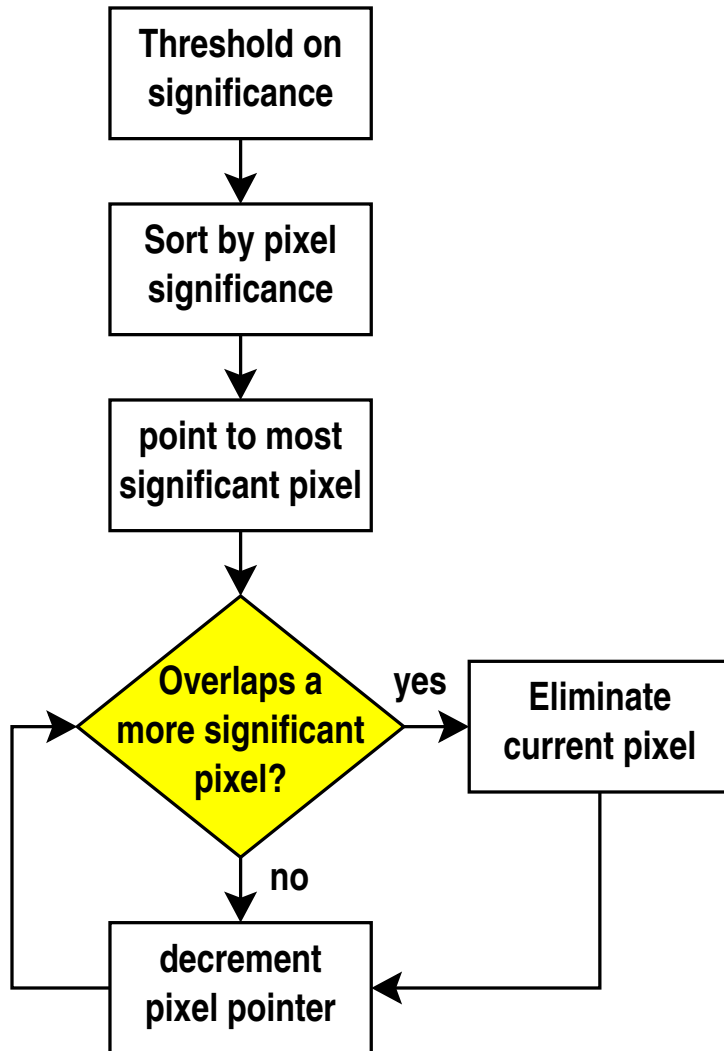 Threshold on
significance
Sort by pixel
significance
point to most
significant pixel
Overlaps a
more significant
pixel?
yes
Eliminate
current pixel
no
decrement
pixel pointer